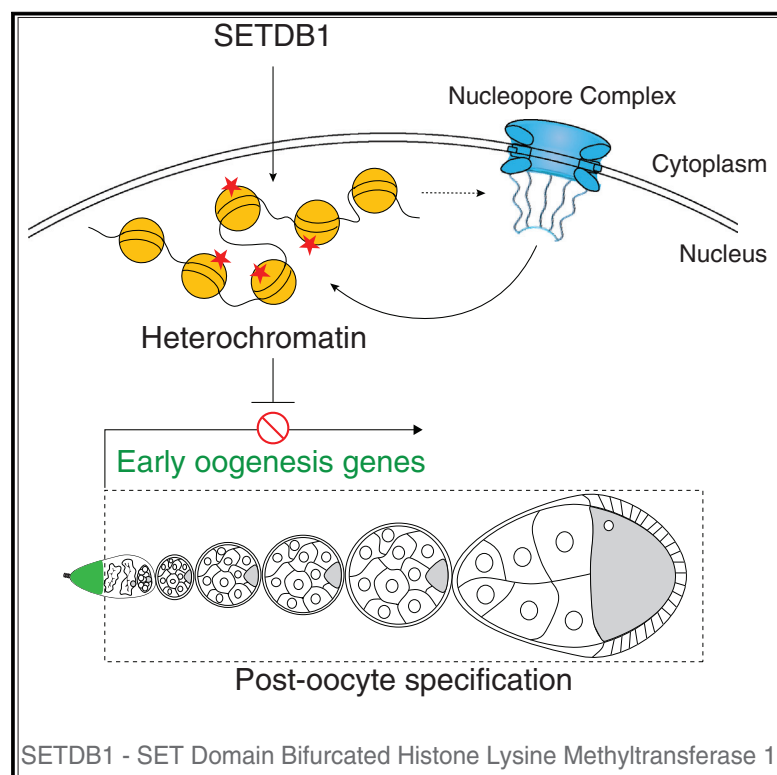 SETDB1
Nucleopore Complex
Cytoplasm
Nucleus
Heterochromatin
Early oogenesis genes
Post-oocyte specification
SETDB1 - SET Domain Bifurcated Histone Lysine Methyltransferase 1